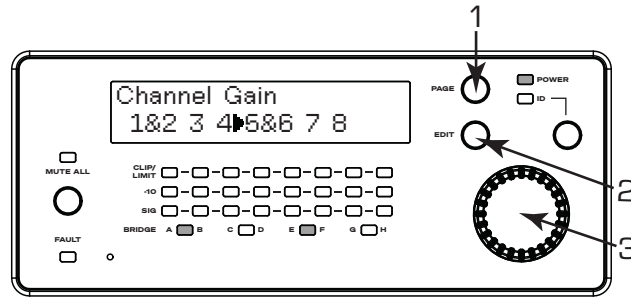 1
PAGE
POWER
ID
Channel Gain
1&2 3 4▶5&6 7 8
EDIT
MUTE ALL
CLIP/
LIMIT
-10
2
SIG
3
BRIDGE A B C D E F G H
FAULT